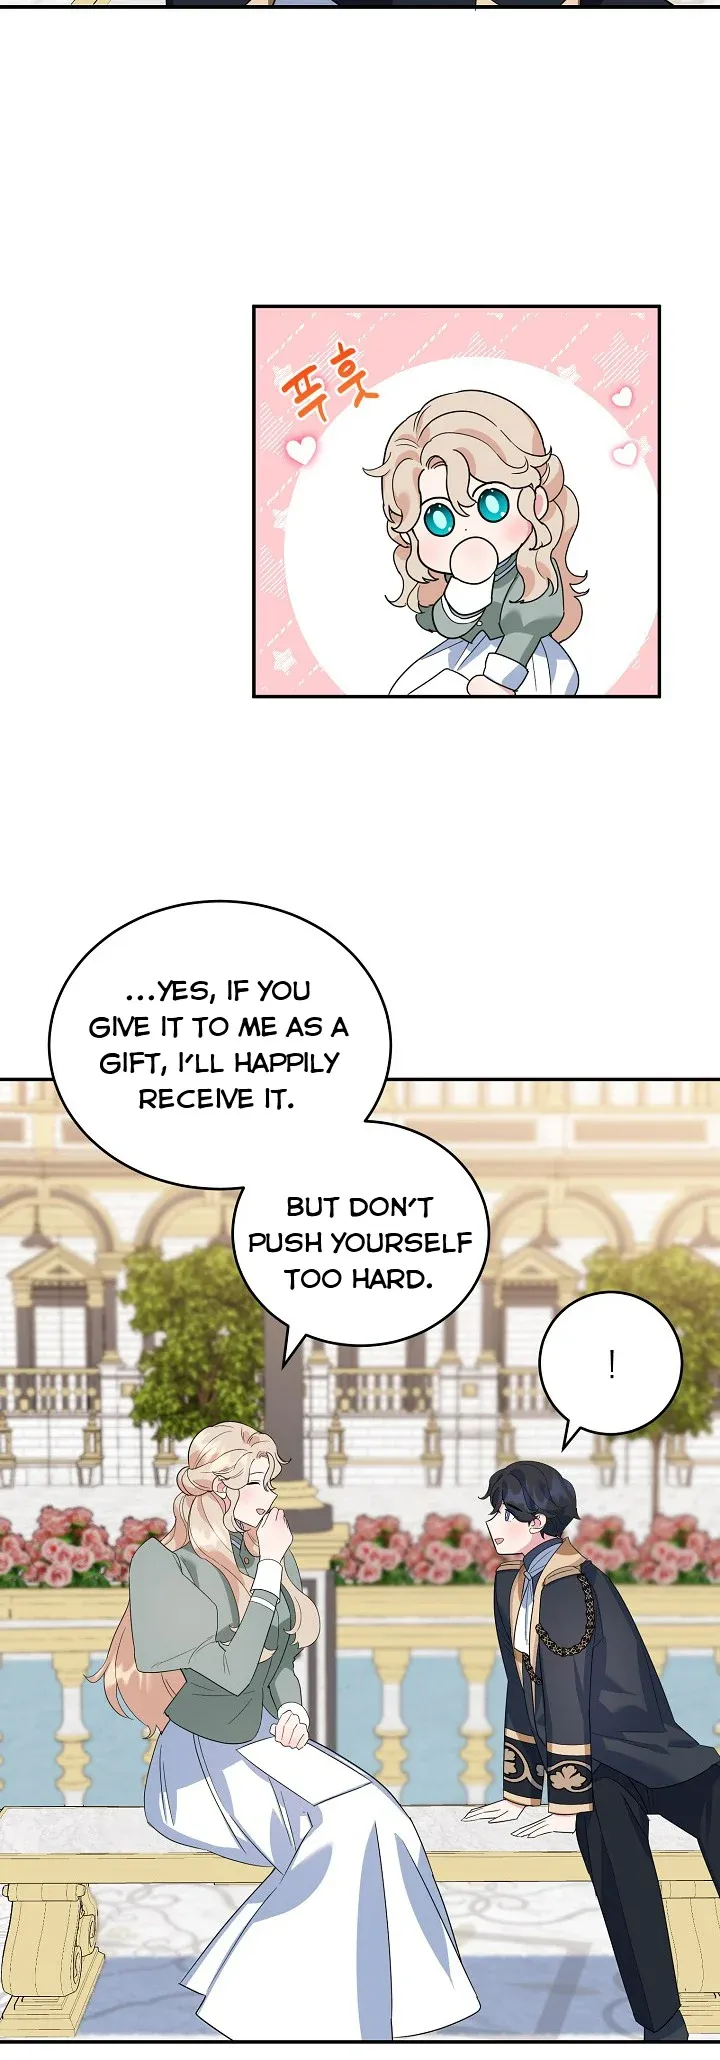 푸훗
...YES, IF YOU
GIVE IT TO ME AS A
GIFT, I'LL HAPPILY
RECEIVE IT.
BUT DON'T
PUSH YOURSELF
TOO HARD.
!